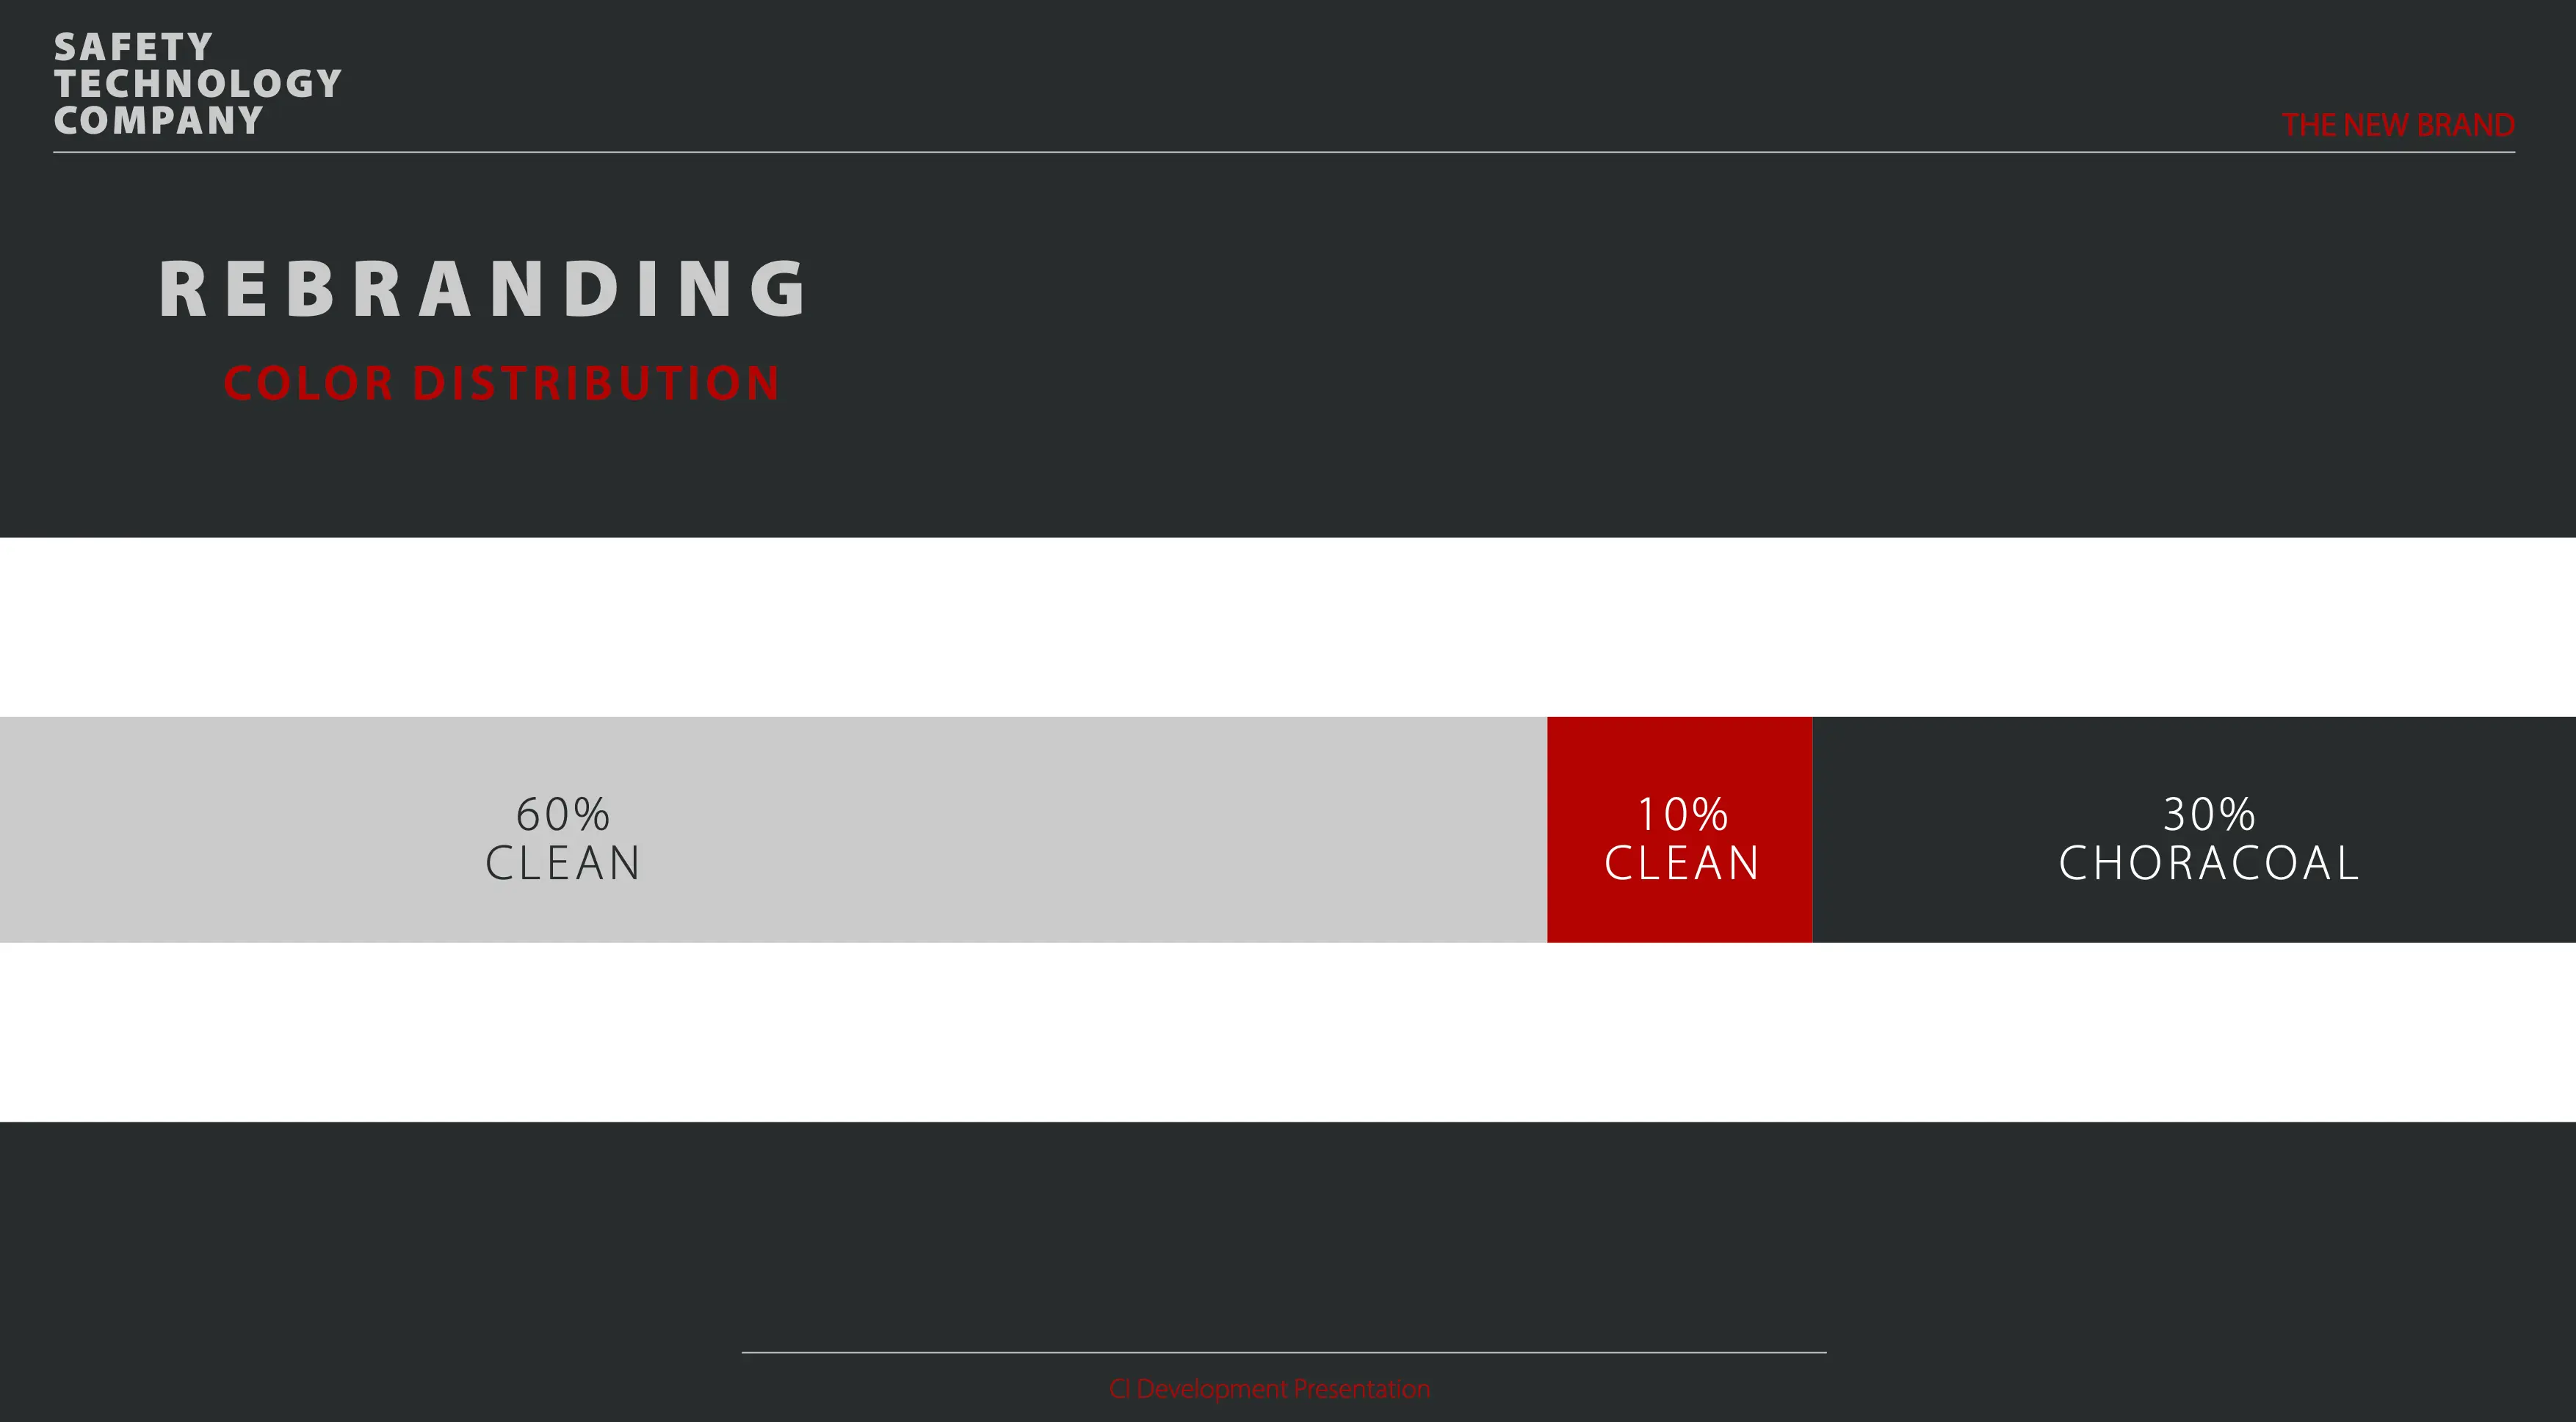 SAFETY
TECHNOLOGY
COMPANY
THE NEW BRAND
REBRANDING
COLOR DISTRIBUTION
60%
CLEAN
10%
CLEAN
30%
CHORACOAL
CI Development Presentation